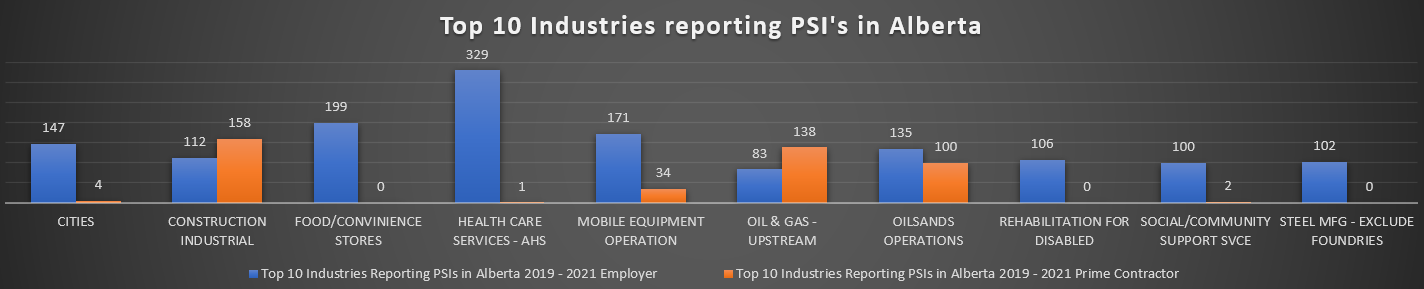 Top 10 Industries reporting PSI's in Alberta
147
4
112
158
199
0
329
1
171
34
83
138
135
100
106
0
100
2
102
0
CITIES
CONSTRUCTION
INDUSTRIAL
FOOD/CONVINIENCE
STORES
HEALTH CARE
SERVICES - AHS
MOBILE EQUIPMENT
OPERATION
OIL & GAS -
UPSTREAM
OILSANDS
OPERATIONS
REHABILITATION FOR
DISABLED
SOCIAL/COMMUNITY
SUPPORT SVCE
STEEL MFG - EXCLUDE
FOUNDRIES
Top 10 Industries Reporting PSIs in Alberta 2019 - 2021 Employer
Top 10 Industries Reporting PSIs in Alberta 2019 - 2021 Prime Contractor